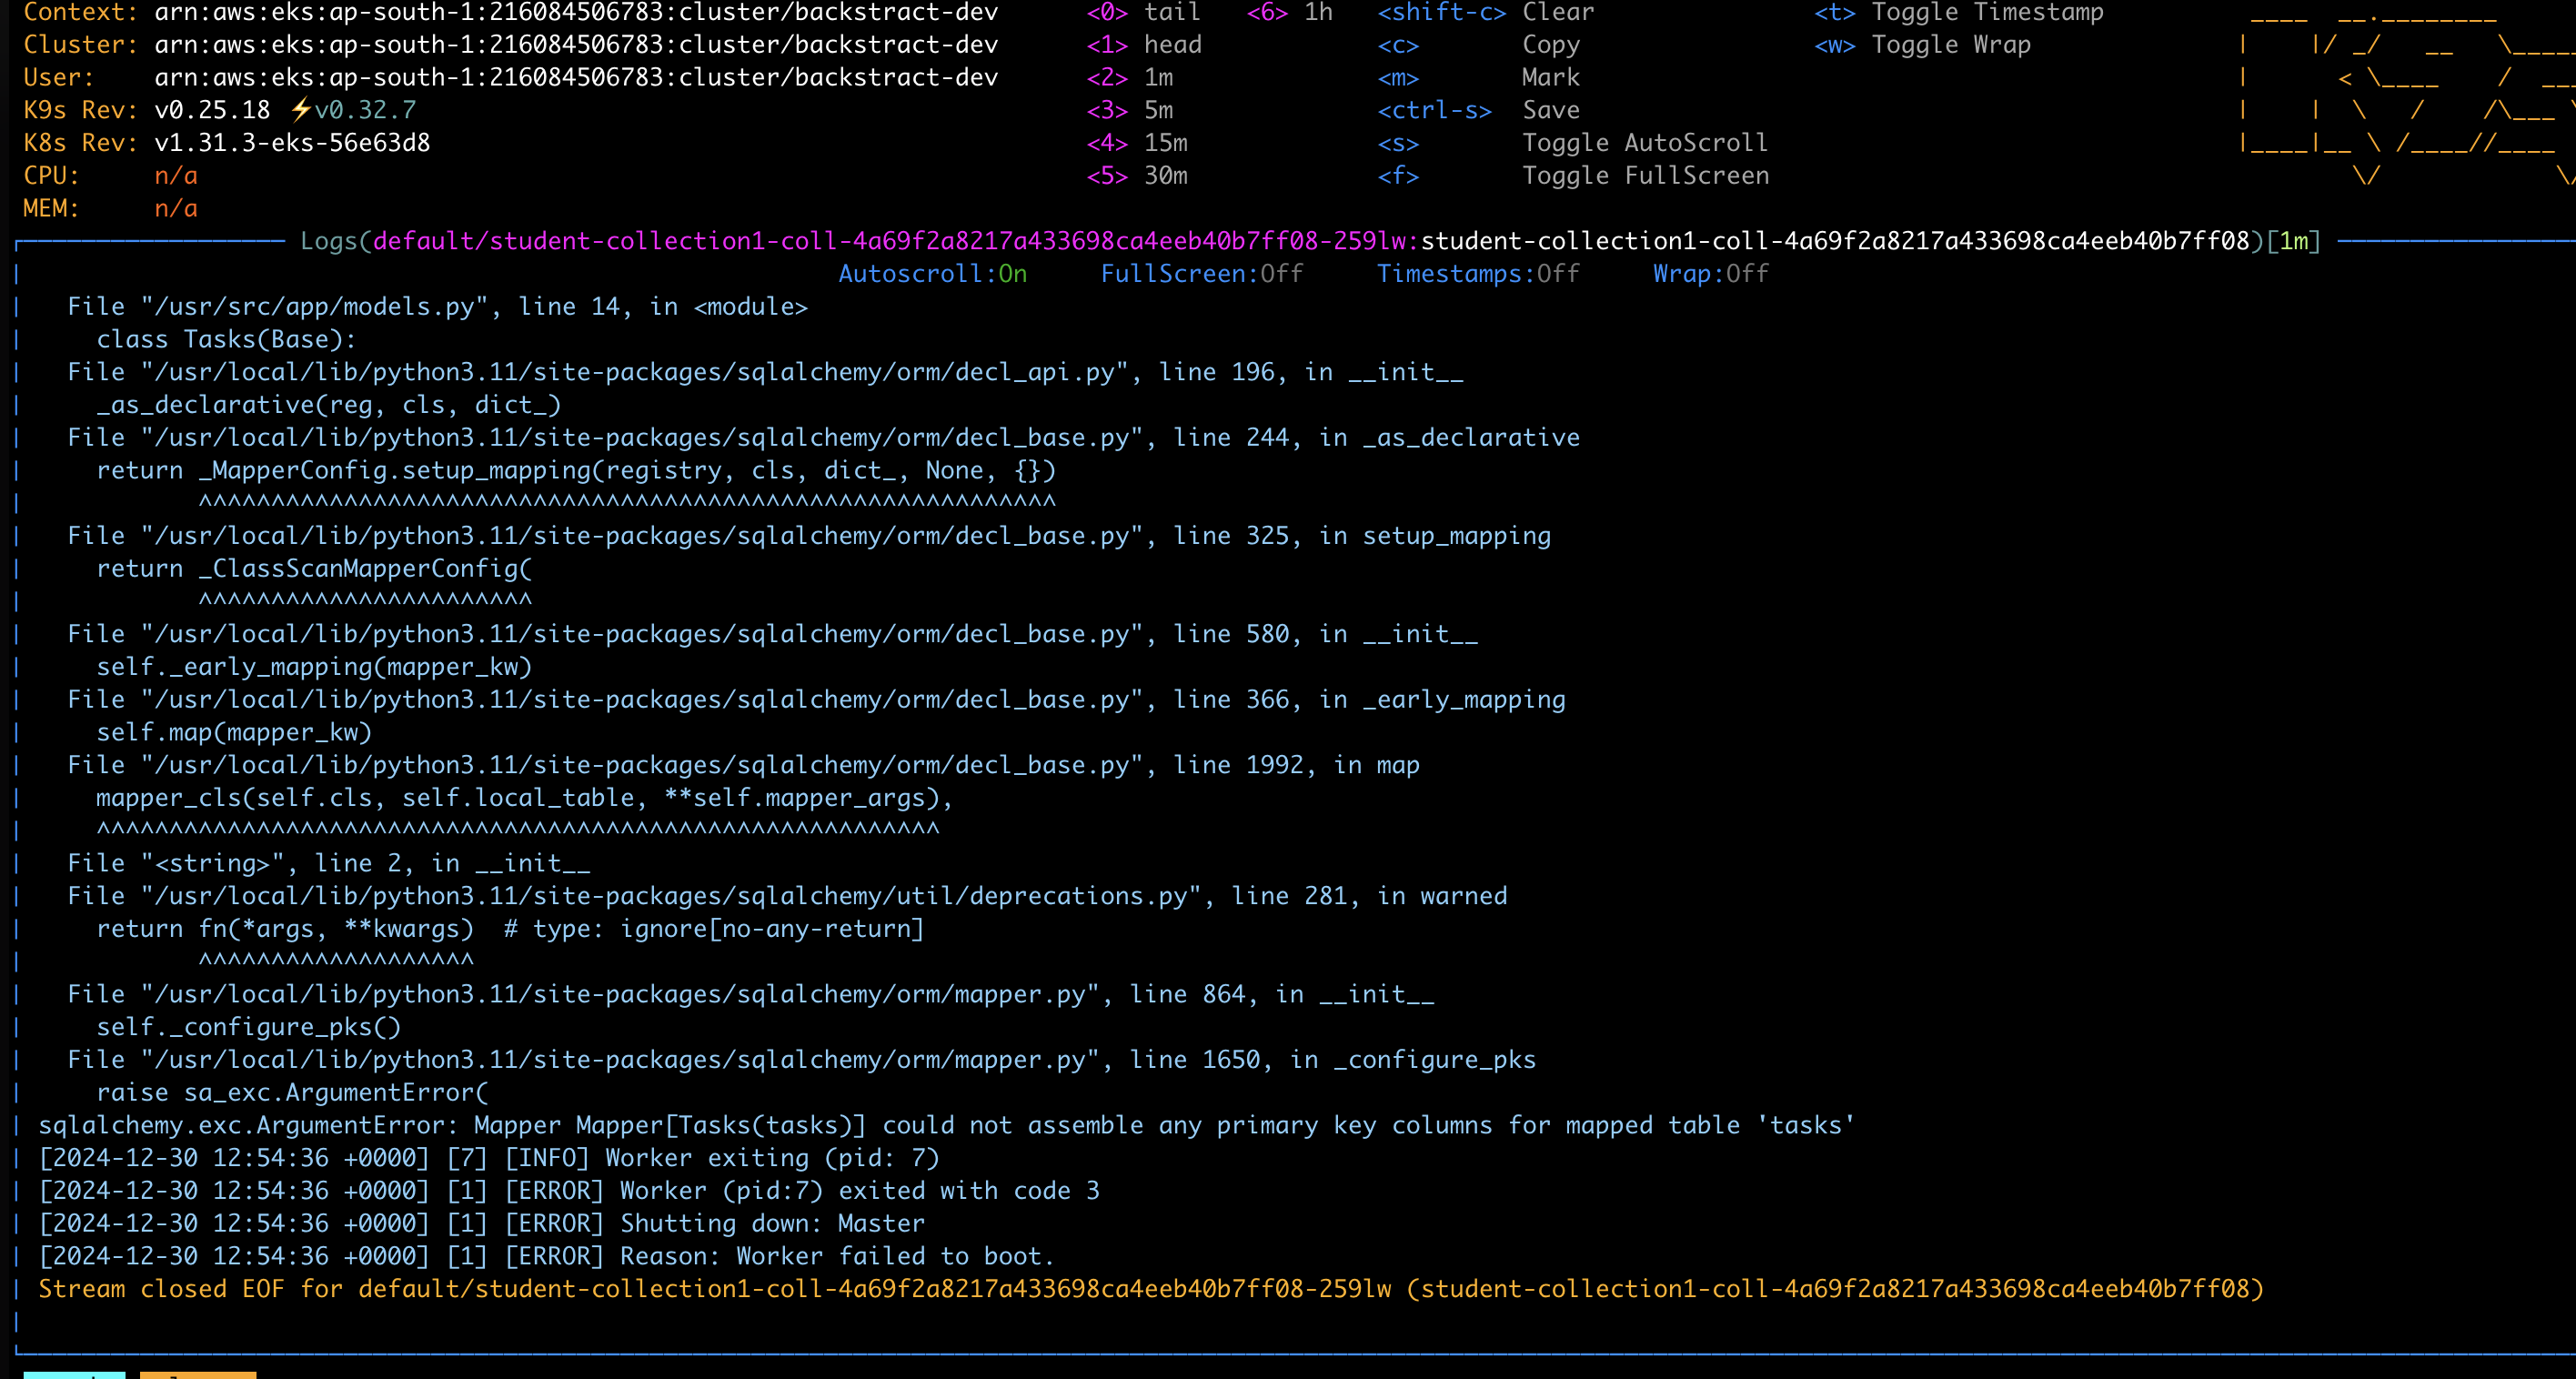 Context: arn:aws:eks:ap-south-1:216084506783:cluster/backstract-dev <0> tail <6> 1h <shift-c> Clear <t> Toggle Timestamp
Cluster: arn:aws:eks:ap-south-1:216084506783:cluster/backstract-dev <1> head <c> Copy <w> Toggle Wrap
User: arn:aws:eks:ap-south-1:216084506783:cluster/backstract-dev <2> 1m <m> Mark
K9s Rev: v0.25.18 ⚡v0.32.7 <3> 5m <ctrl-s> Save
K8s Rev: v1.31.3-eks-56e63d8 <4> 15m <s> Toggle AutoScroll
CPU: n/a <5> 30m <f> Toggle FullScreen
MEM: n/a
Logs(default/student-collection1-coll-4a69f2a8217a433698ca4eeb40b7ff08-259lw:student-collection1-coll-4a69f2a8217a433698ca4eeb40b7ff08)[1m]
Autoscroll:On FullScreen:Off Timestamps:Off Wrap:Off
File "/usr/src/app/models.py", line 14, in <module>
class Tasks(Base):
File "/usr/local/lib/python3.11/site-packages/sqlalchemy/orm/decl_api.py", line 196, in __init__
_as_declarative(reg, cls, dict_)
File "/usr/local/lib/python3.11/site-packages/sqlalchemy/orm/decl_base.py", line 244, in _as_declarative
return _MapperConfig.setup_mapping(registry, cls, dict_, None, {})
^^^^^^^^^^^^^^^^^^^^^^^^^^^^^^^^^^^^^^^^^^^^^^^^^^^^^^^^^^^
File "/usr/local/lib/python3.11/site-packages/sqlalchemy/orm/decl_base.py", line 325, in setup_mapping
return _ClassScanMapperConfig(
^^^^^^^^^^^^^^^^^^^^^^^
File "/usr/local/lib/python3.11/site-packages/sqlalchemy/orm/decl_base.py", line 580, in __init__
self._early_mapping(mapper_kw)
File "/usr/local/lib/python3.11/site-packages/sqlalchemy/orm/decl_base.py", line 366, in _early_mapping
self.map(mapper_kw)
File "/usr/local/lib/python3.11/site-packages/sqlalchemy/orm/decl_base.py", line 1992, in map
mapper_cls(self.cls, self.local_table, **self.mapper_args),
^^^^^^^^^^^^^^^^^^^^^^^^^^^^^^^^^^^^^^^^^^^^^^^^^^^^^^^^^^
File "<string>", line 2, in __init__
File "/usr/local/lib/python3.11/site-packages/sqlalchemy/util/deprecations.py", line 281, in warned
return fn(*args, **kwargs)  # type: ignore[no-any-return]
^^^^^^^^^^^^^^^^^^^
File "/usr/local/lib/python3.11/site-packages/sqlalchemy/orm/mapper.py", line 864, in __init__
self._configure_pks()
File "/usr/local/lib/python3.11/site-packages/sqlalchemy/orm/mapper.py", line 1650, in _configure_pks
raise sa_exc.ArgumentError(
sqlalchemy.exc.ArgumentError: Mapper Mapper[Tasks(tasks)] could not assemble any primary key columns for mapped table 'tasks'
[2024-12-30 12:54:36 +0000] [7] [INFO] Worker exiting (pid: 7)
[2024-12-30 12:54:36 +0000] [1] [ERROR] Worker (pid:7) exited with code 3
[2024-12-30 12:54:36 +0000] [1] [ERROR] Shutting down: Master
[2024-12-30 12:54:36 +0000] [1] [ERROR] Reason: Worker failed to boot.
Stream closed EOF for default/student-collection1-coll-4a69f2a8217a433698ca4eeb40b7ff08-259lw (student-collection1-coll-4a69f2a8217a433698ca4eeb40b7ff08)